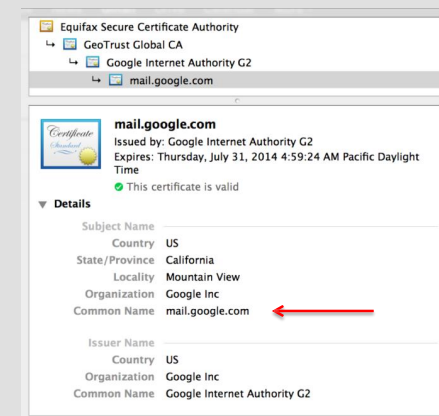 Equifax Secure Certificate Authority
GeoTrust Global CA
Google Internet Authority G2
mail.google.com
Certificate
Standard
mail.google.com
Issued by: Google Internet Authority G2
Expires: Thursday, July 31, 2014 4:59:24 AM Pacific Daylight
Time
This certificate is valid
Details
Subject Name
Country US
State/Province California
Locality Mountain View
Organization Google Inc
Common Name mail.google.com
Issuer Name
Country US
Organization Google Inc
Common Name Google Internet Authority G2